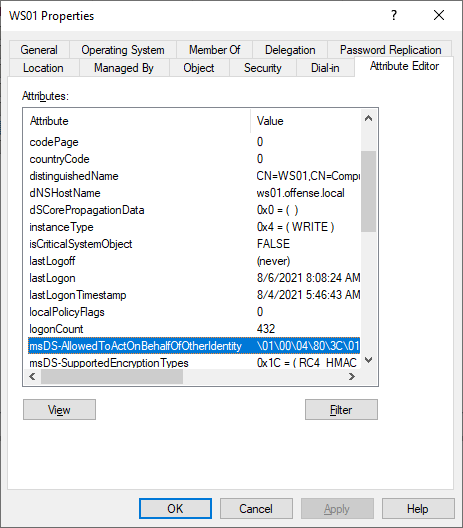 WS01 Properties
General Operating System Member Of Delegation Password Replication
Location Managed By Object Security Dial-in Attribute Editor
Attributes:
Attribute Value
codePage 0
countryCode 0
distinguishedName CN=WS01,CN=Compu
dNSHostName ws01.offense.local
dSCorePropagationData 0x0 = ( )
instanceType 0x4 = ( WRITE )
isCriticalSystemObject FALSE
lastLogoff (never)
lastLogon 8/6/2021 8:08:24 AM
lastLogonTimestamp 8/4/2021 5:46:43 AM
localPolicyFlags 0
logonCount 432
msDS-AllowedToActOnBehalfOfOtherIdentity \01\00\04\80\3C\01
msDS-SupportedEncryptionTypes 0x1C = ( RC4_HMAC
View Filter
OK Cancel Apply Help